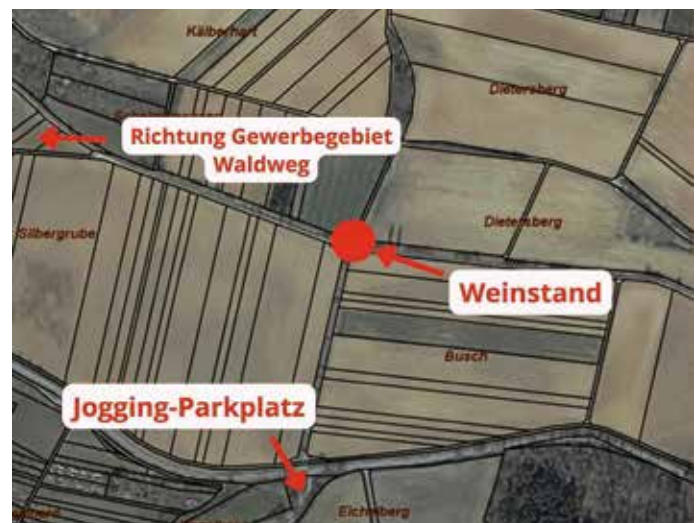 Kälberhart
Dietersberg
Richtung Gewerbegebiet
Waldweg
Silbergrube
Dietersberg
Weinstand
Busch
Jogging-Parkplatz
Eichelberg